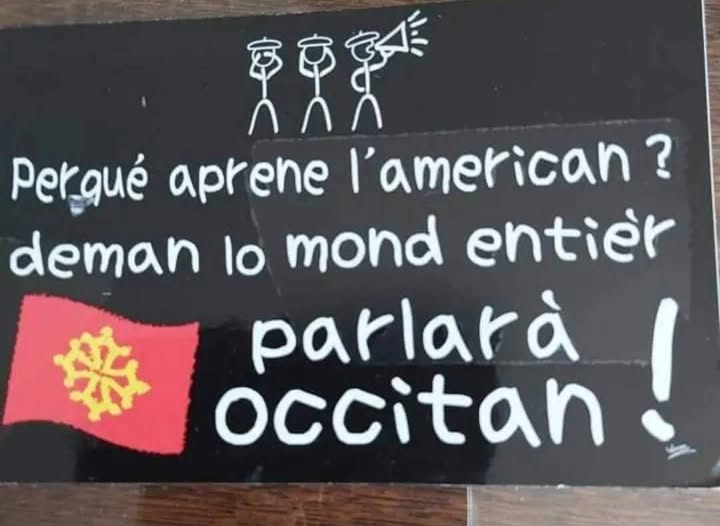 Perqué aprene l'american ?
deman lo mond entièr
parlarà
occitan !